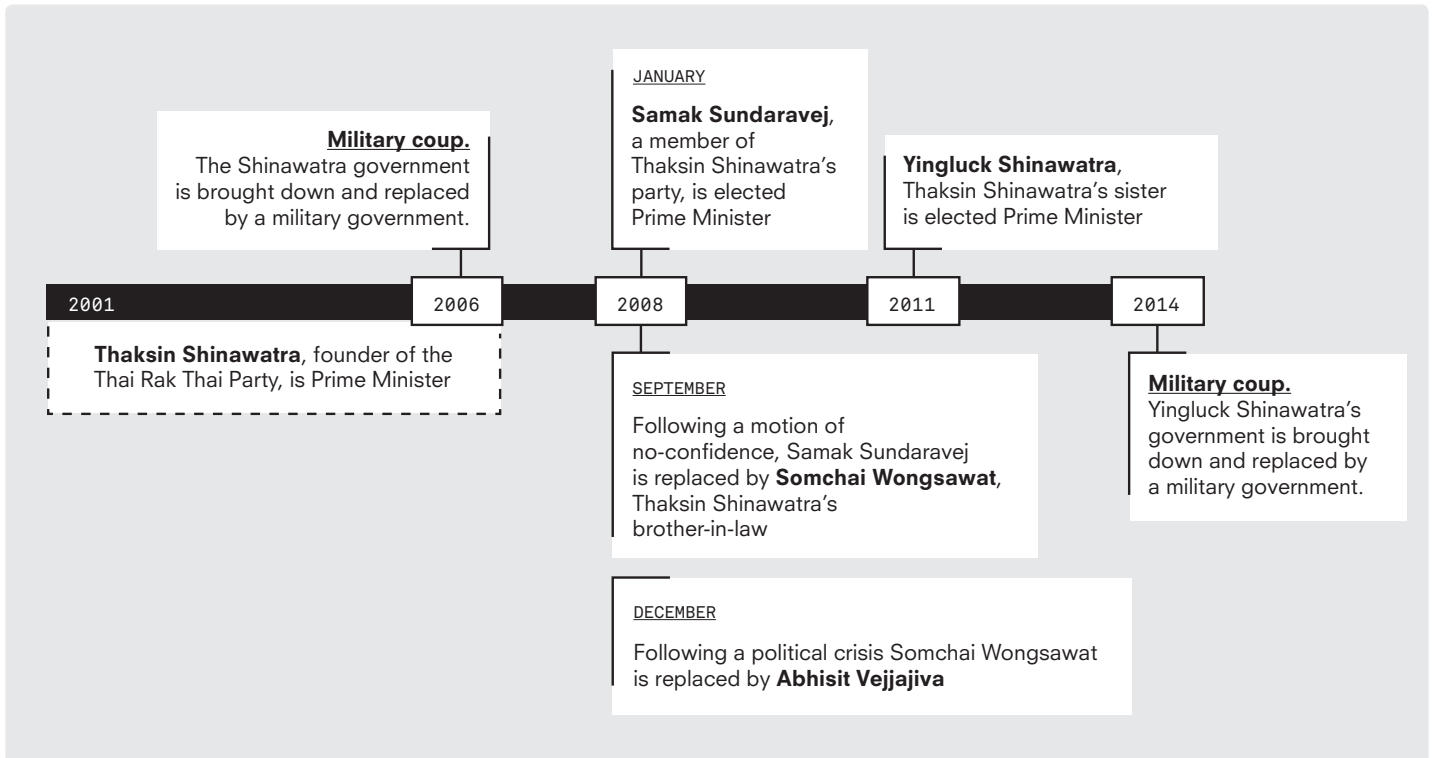 Military coup.
The Shinawatra government
is brought down and replaced
by a military government.
JANUARY
Samak Sundaravej,
a member of
Thaksin Shinawatra’s
party, is elected
Prime Minister
Yingluck Shinawatra,
Thaksin Shinawatra’s sister
is elected Prime Minister
2001
2006
2008
2011
2014
Thaksin Shinawatra, founder of the
Thai Rak Thai Party, is Prime Minister
SEPTEMBER
Following a motion of
no-confidence, Samak Sundaravej
is replaced by Somchai Wongsawat,
Thaksin Shinawatra’s
brother-in-law
Military coup.
Yingluck Shinawatra’s
government is brought
down and replaced by
a military government.
DECEMBER
Following a political crisis Somchai Wongsawat
is replaced by Abhisit Vejjajiva